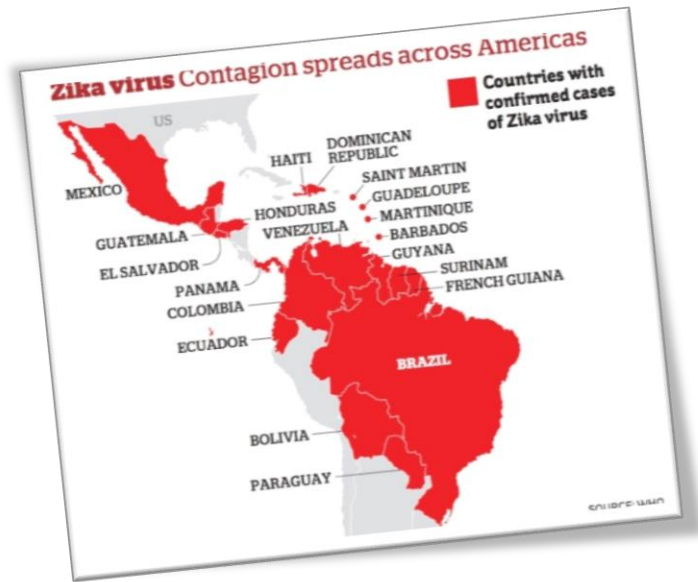 Zika virus Contagion spreads across Americas
Countries with
confirmed cases
of Zika virus
US
MEXICO
HAITI
DOMINICAN
REPUBLIC
SAINT MARTIN
GUADELOUPE
MARTINIQUE
BARBADOS
GUATEMALA
HONDURAS
VENEZUELA
GUYANA
EL SALVADOR
SURINAM
PANAMA
FRENCH GUIANA
COLOMBIA
ECUADOR
BRAZIL
BOLIVIA
PARAGUAY
SOURCE: WHO